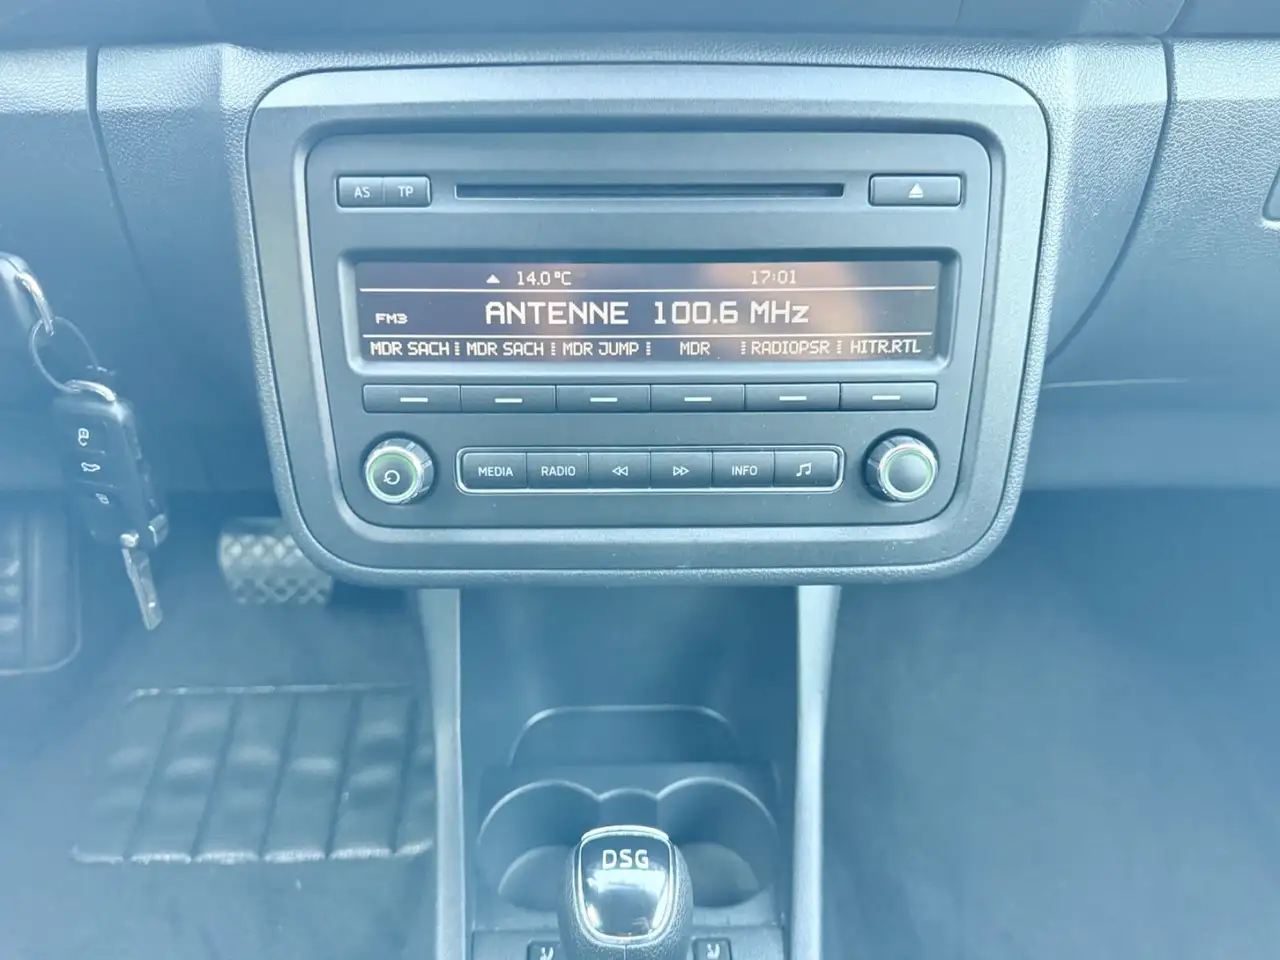 AS TP
14.0°C 17:01
FM3 ANTENNE 100.6 MHz
MDR SACH MDR SACH MDR JUMP MDR RADIOPSR HITR.RTL
MEDIA RADIO INFO
DSG